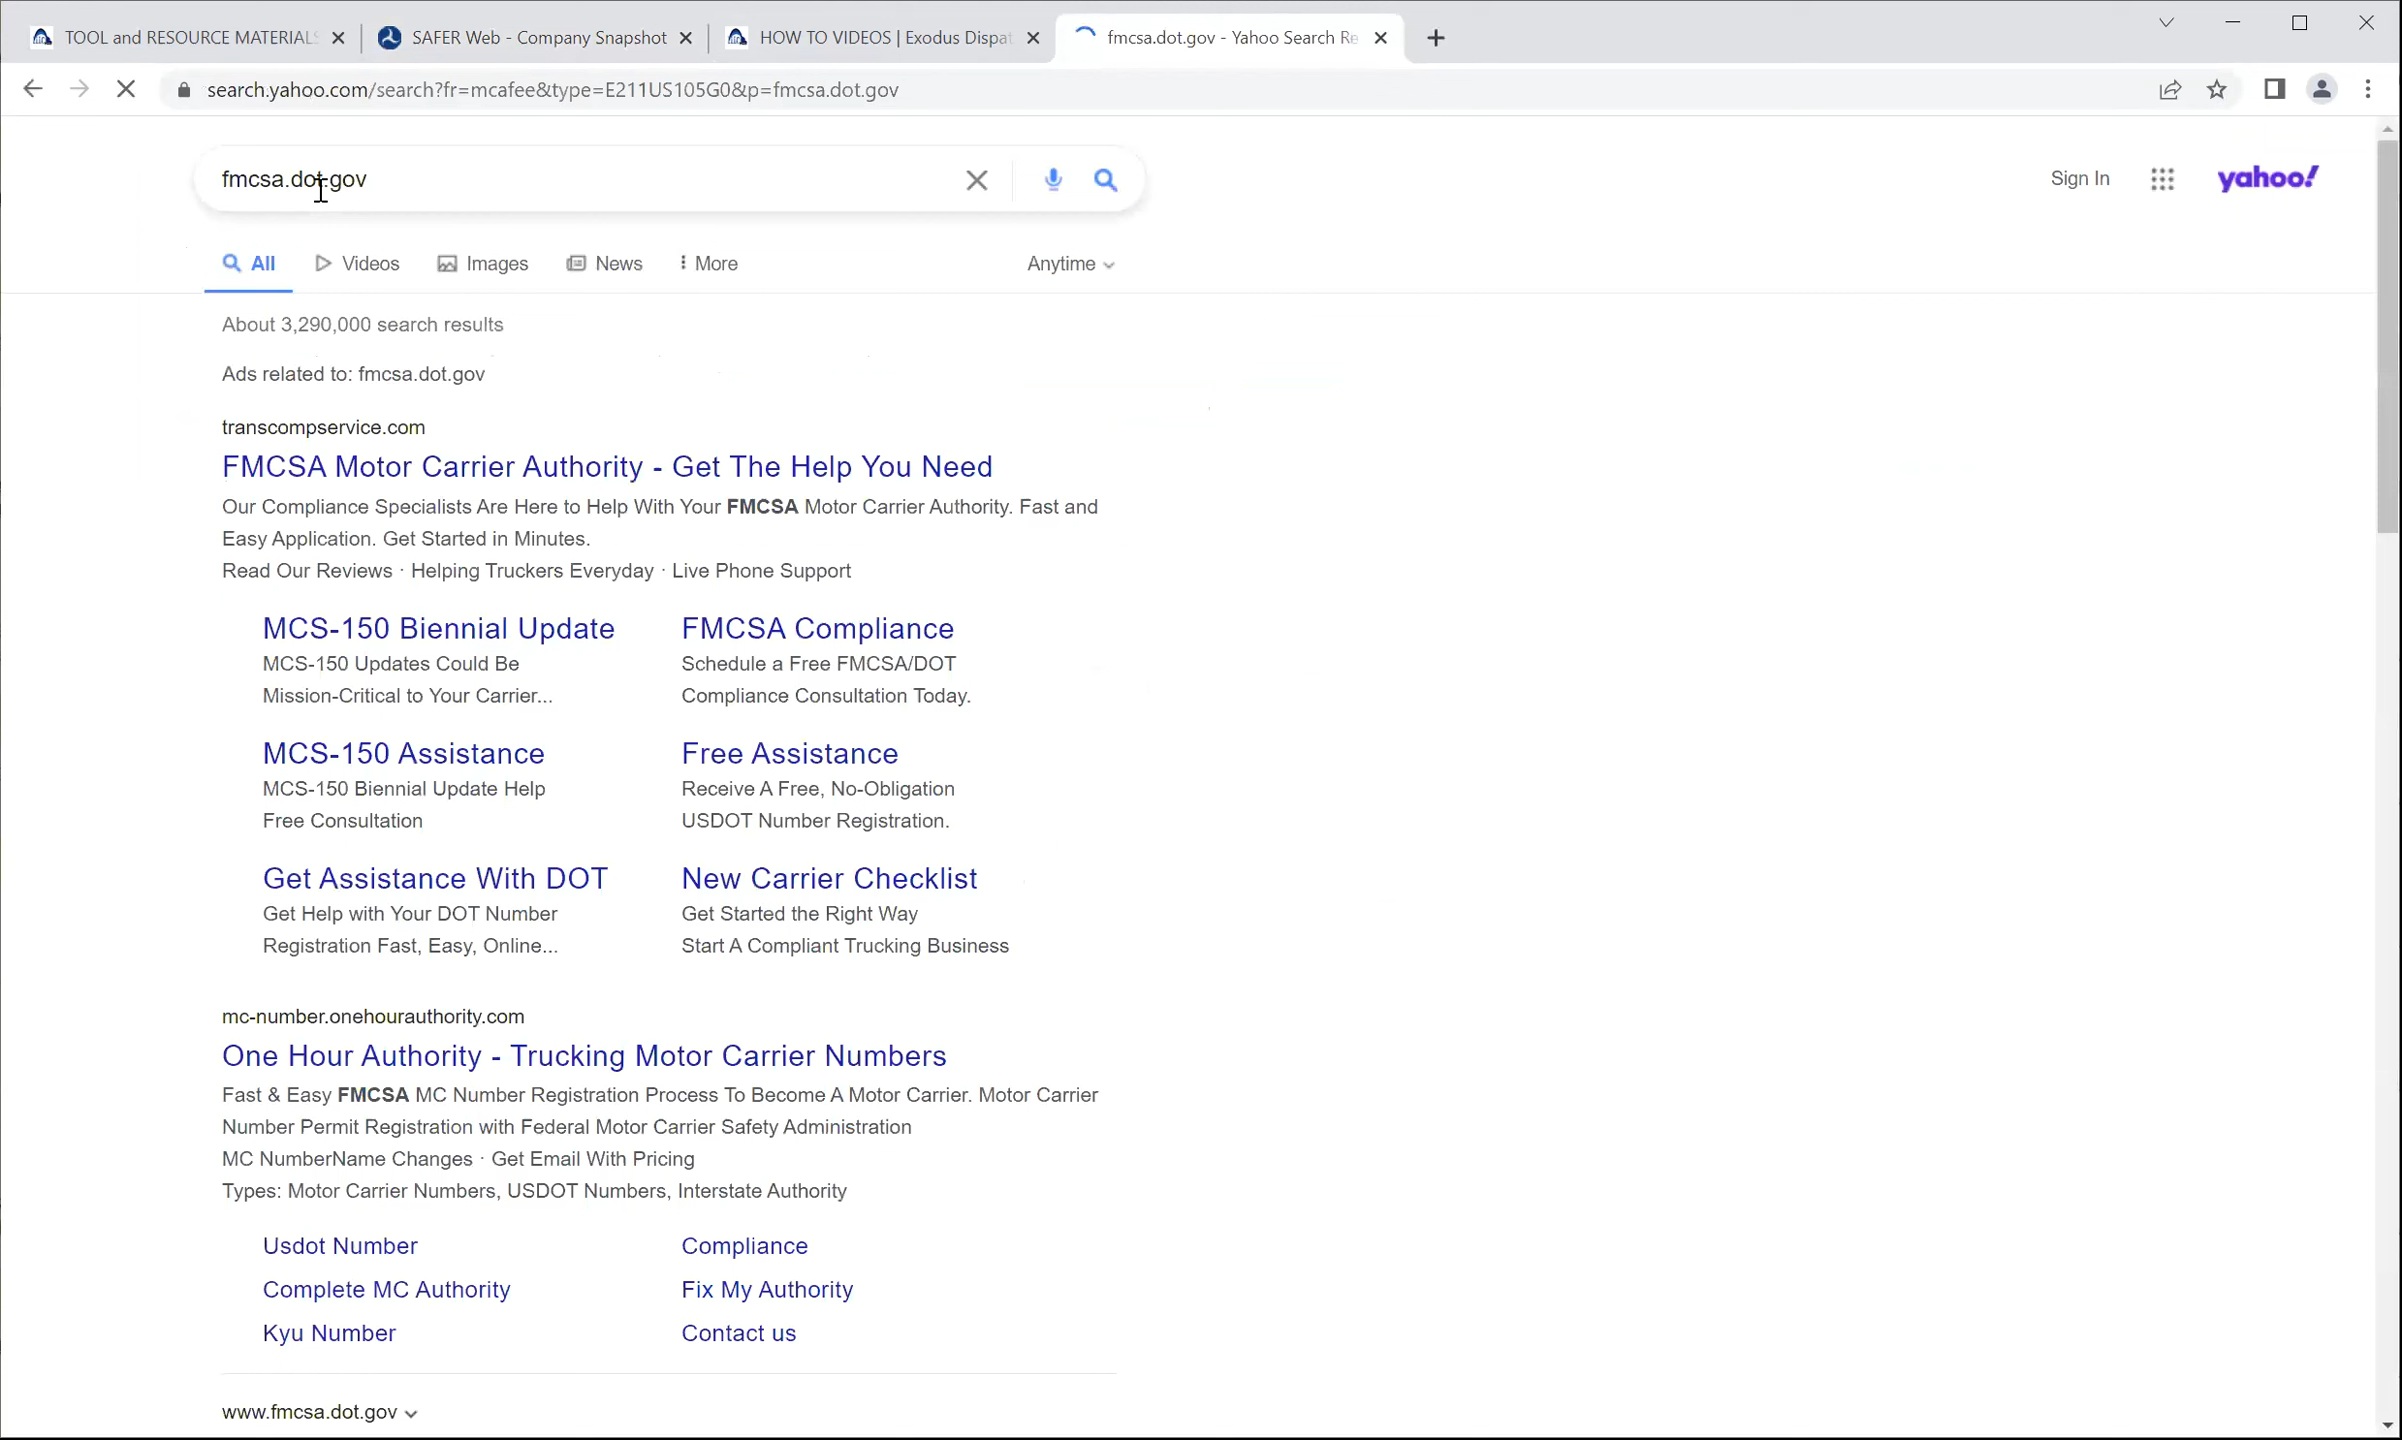 TOOL and RESOURCE MATERIALS
SAFER Web - Company Snapshot
HOW TO VIDEOS | Exodus Dispat
fmcsa.dot.gov - Yahoo Search Re
search.yahoo.com/search?fr=mcafee&type=E211US105G0&p=fmcsa.dot.gov
fmcsa.dot.gov
Sign In
yahoo!
All
Videos
Images
News
More
Anytime
About 3,290,000 search results
Ads related to: fmcsa.dot.gov
transcompservice.com
FMCSA Motor Carrier Authority - Get The Help You Need
Our Compliance Specialists Are Here to Help With Your FMCSA Motor Carrier Authority. Fast and
Easy Application. Get Started in Minutes.
Read Our Reviews · Helping Truckers Everyday · Live Phone Support
MCS-150 Biennial Update
MCS-150 Updates Could Be
Mission-Critical to Your Carrier...
FMCSA Compliance
Schedule a Free FMCSA/DOT
Compliance Consultation Today.
MCS-150 Assistance
MCS-150 Biennial Update Help
Free Consultation
Free Assistance
Receive A Free, No-Obligation
USDOT Number Registration.
Get Assistance With DOT
Get Help with Your DOT Number
Registration Fast, Easy, Online...
New Carrier Checklist
Get Started the Right Way
Start A Compliant Trucking Business
mc-number.onehourauthority.com
One Hour Authority - Trucking Motor Carrier Numbers
Fast & Easy FMCSA MC Number Registration Process To Become A Motor Carrier. Motor Carrier
Number Permit Registration with Federal Motor Carrier Safety Administration
MC NumberName Changes · Get Email With Pricing
Types: Motor Carrier Numbers, USDOT Numbers, Interstate Authority
Usdot Number
Compliance
Complete MC Authority
Fix My Authority
Kyu Number
Contact us
www.fmcsa.dot.gov